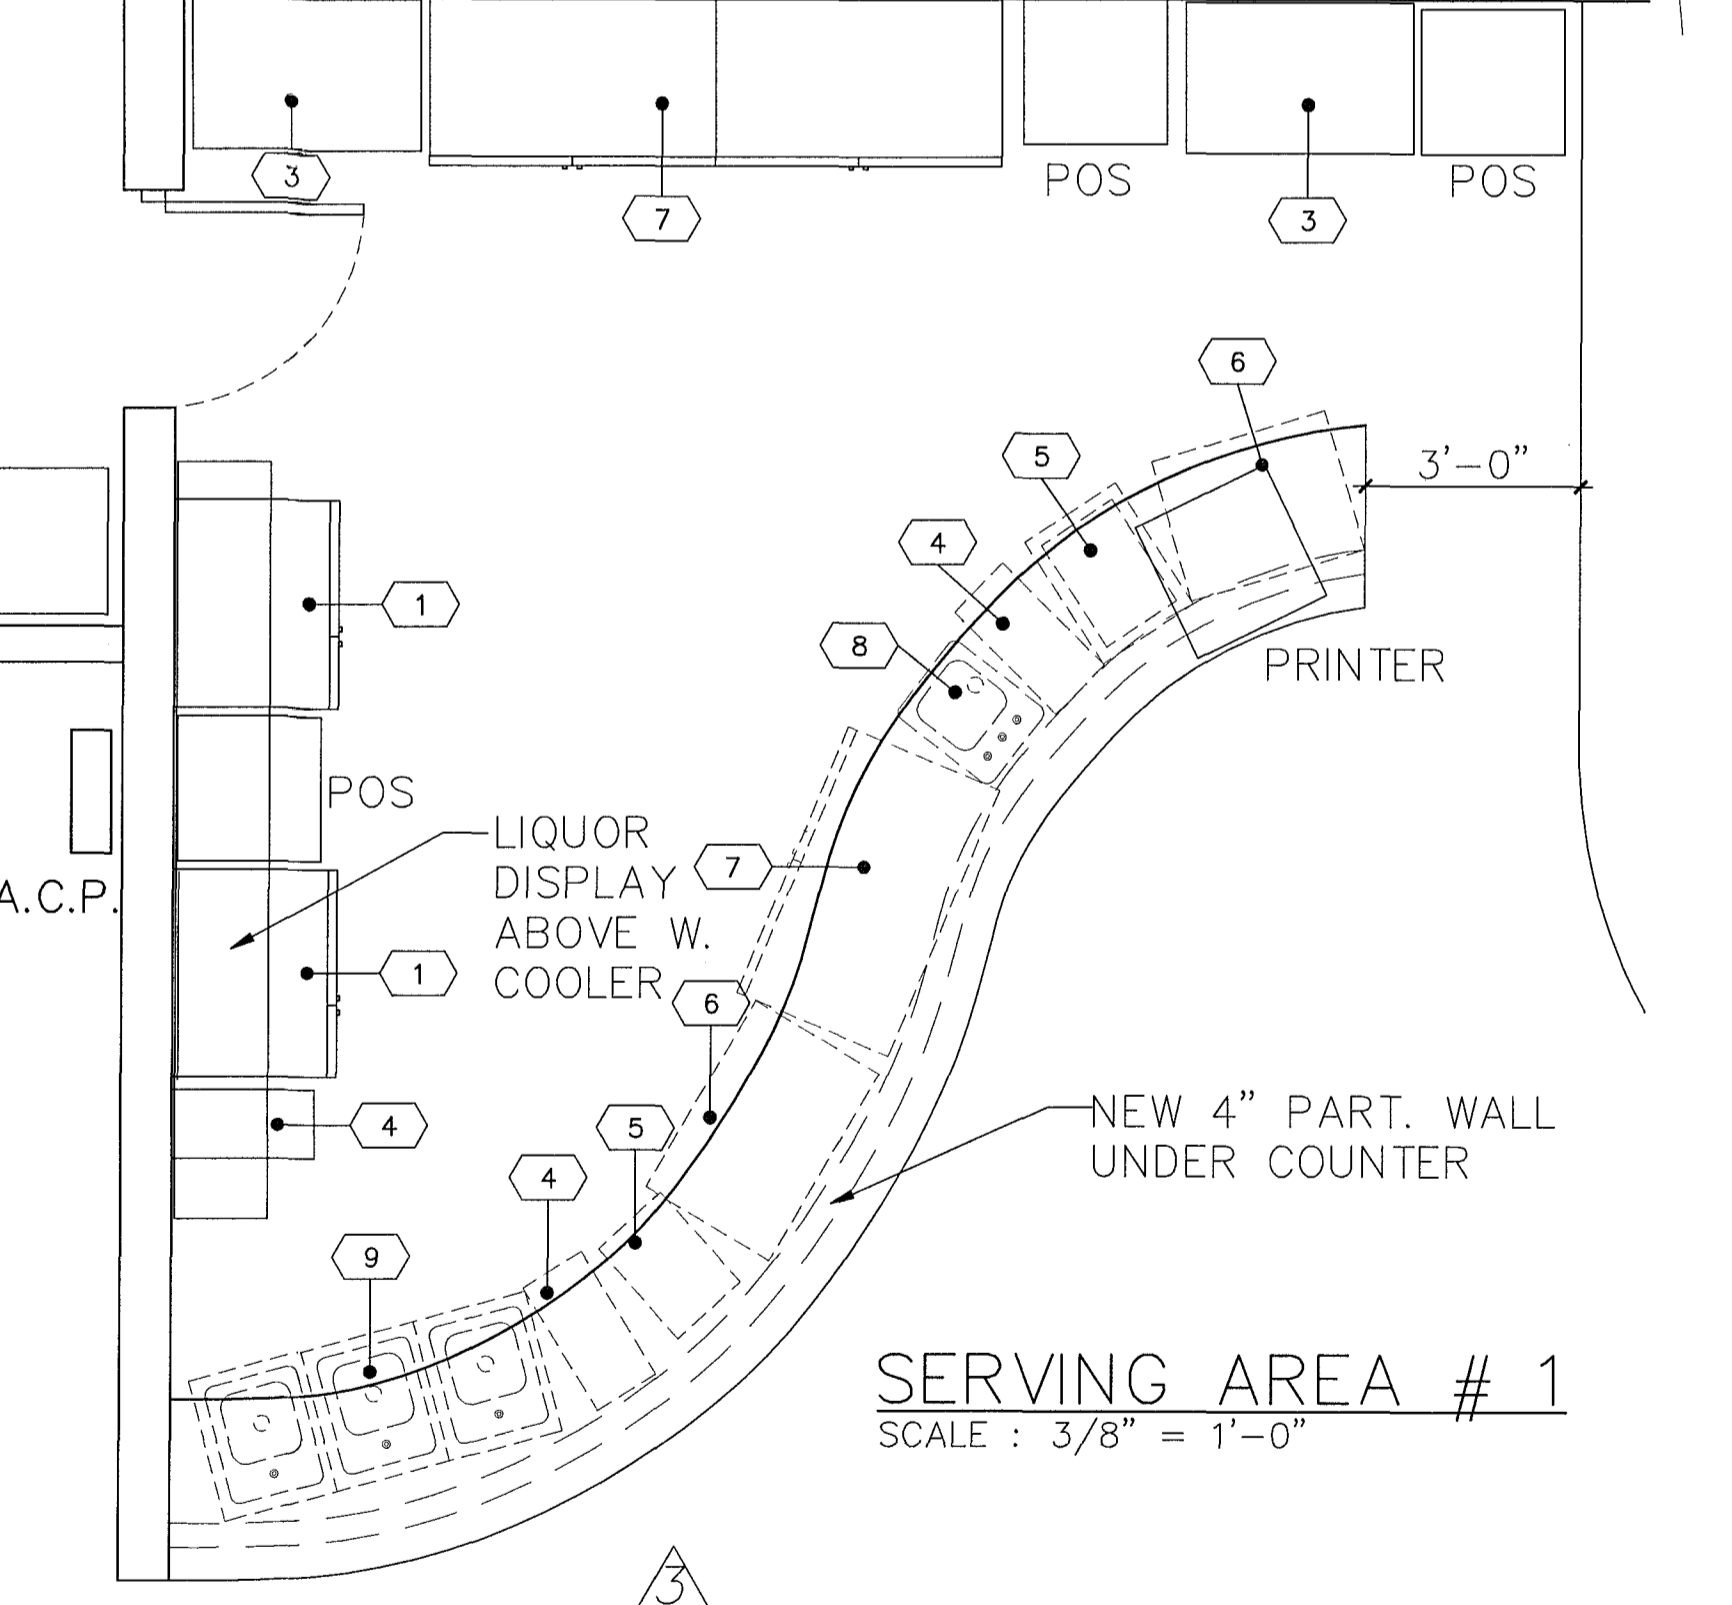 3
7
POS
3
POS
6
5
3'-0"
4
1
8
PRINTER
POS
LIQUOR
DISPLAY
ABOVE W.
COOLER
7
A.C.P.
1
6
NEW 4" PART. WALL
UNDER COUNTER
4
5
4
9
SERVING AREA # 1
SCALE : 3/8" = 1'-0"
3